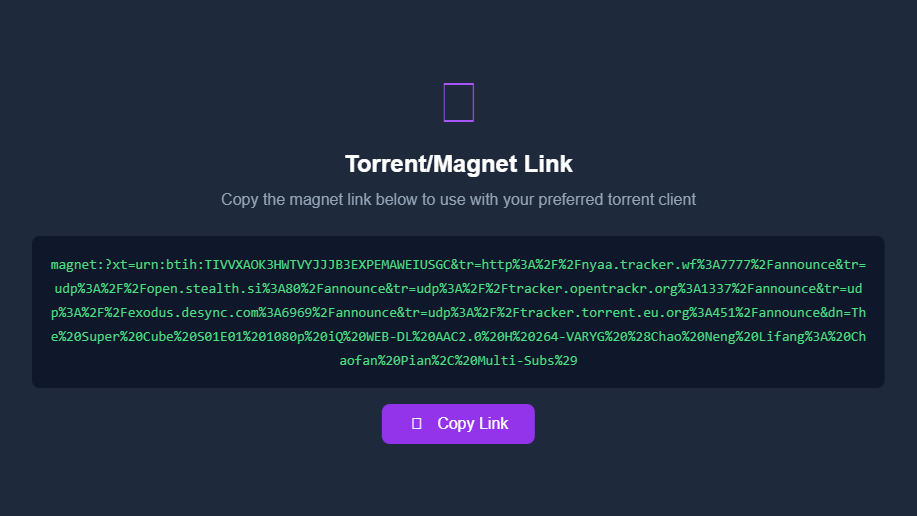 Torrent/Magnet Link
Copy the magnet link below to use with your preferred torrent client
magnet:?xt=urn:btih:TIVVXAOK3HWTVYJJJB3EXPEMAWEIUSGC&tr=http%3A%2F%2Fnyaa.tracker.wf%3A7777%2Fannounce&tr=
udp%3A%2F%2Fopen.stealth.si%3A80%2Fannounce&tr=udp%3A%2F%2Ftracker.opentrackr.org%3A1337%2Fannounce&tr=ud
p%3A%2F%2Fexodus.desync.com%3A6969%2Fannounce&tr=udp%3A%2F%2Ftracker.torrent.eu.org%3A451%2Fannounce&dn=Th
e%20Super%20Cube%20S01E01%201080p%20iQ%20WEB-DL%20AAC2.0%20H%20264-VARYG%20%28Chao%20Neng%20Lifang%3A%20Ch
aofan%20Pian%2C%20Multi-Subs%29
Copy Link